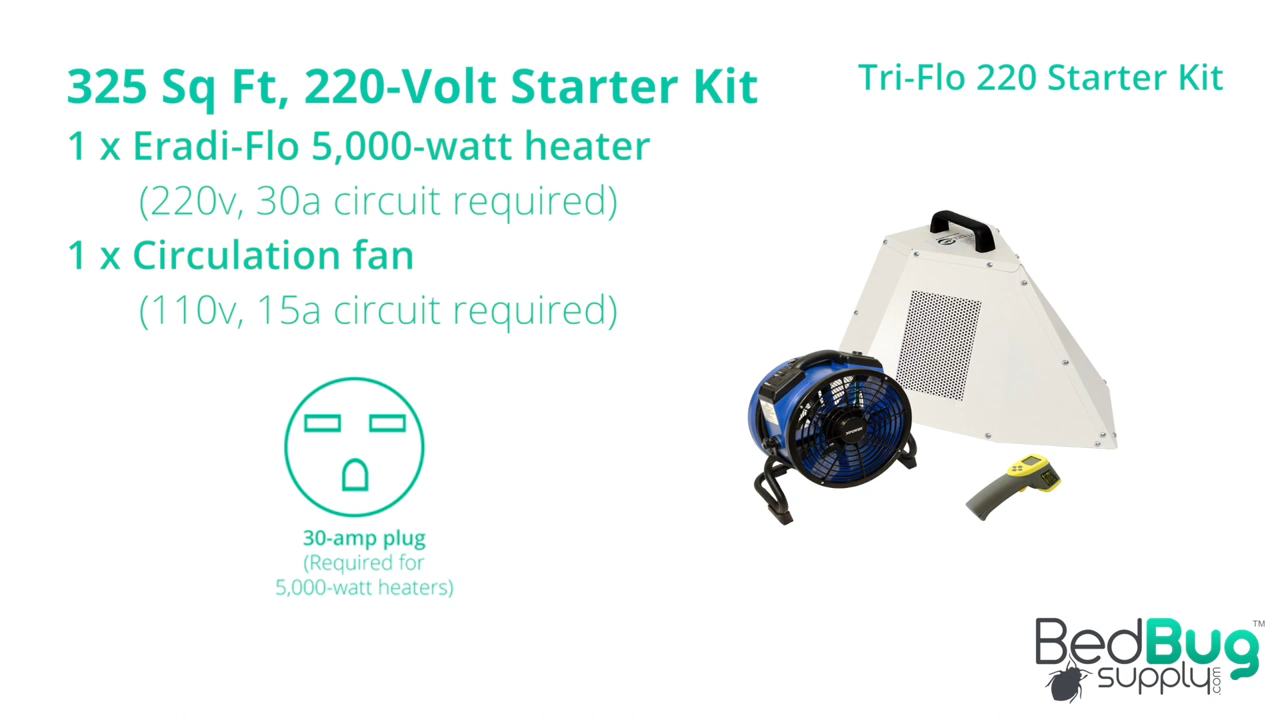 325 Sq Ft, 220-Volt Starter Kit
1 x Eradi-Flo 5,000-watt heater
(220v, 30a circuit required)
1 x Circulation fan
(110v, 15a circuit required)
30-amp plug
(Required for
5,000-watt heaters)
Tri-Flo 220 Starter Kit
XPOWER
BedBug™
supply.com